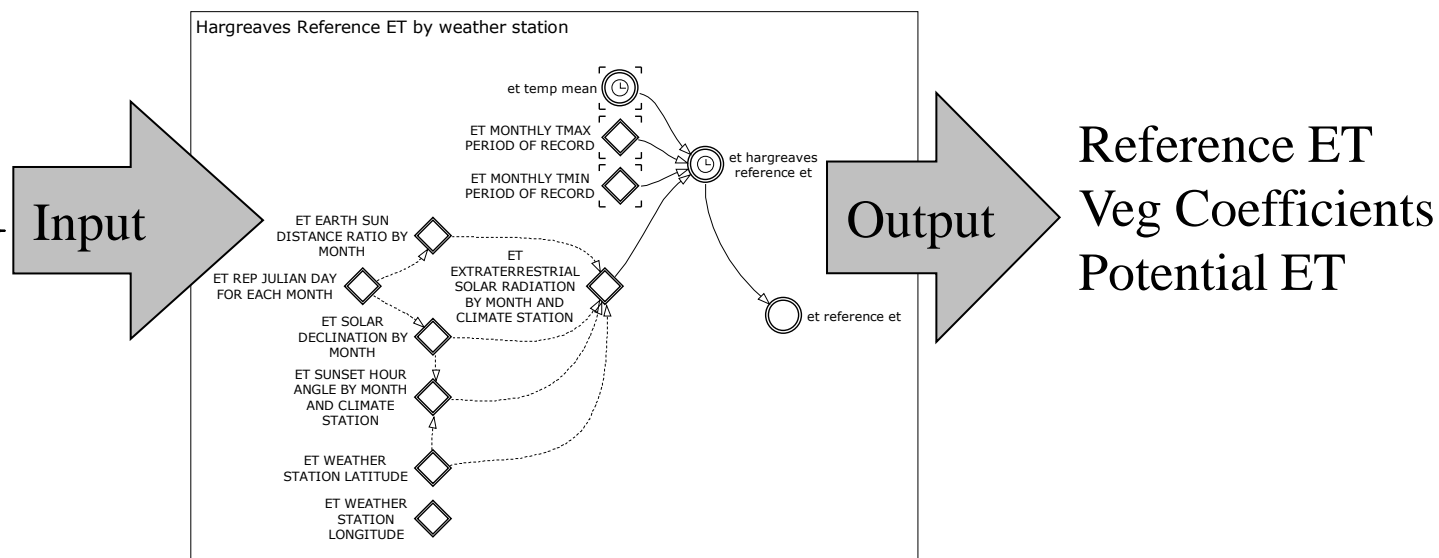 Hargreaves Reference ET by weather station
et temp mean
ET MONTHLY TMAX
PERIOD OF RECORD
ET MONTHLY TMIN
PERIOD OF RECORD
et hargreaves
reference et
ET EARTH SUN
DISTANCE RATIO BY
MONTH
ET REP JULIAN DAY
FOR EACH MONTH
ET
EXTRATERRESTRIAL
SOLAR RADIATION
BY MONTH AND
CLIMATE STATION
ET SOLAR
DECLINATION BY
MONTH
ET SUNSET HOUR
ANGLE BY MONTH
AND CLIMATE
STATION
ET WEATHER
STATION LATITUDE
ET WEATHER
STATION
LONGITUDE
et reference et
Input
Output
Reference ET
Veg Coefficients
Potential ET